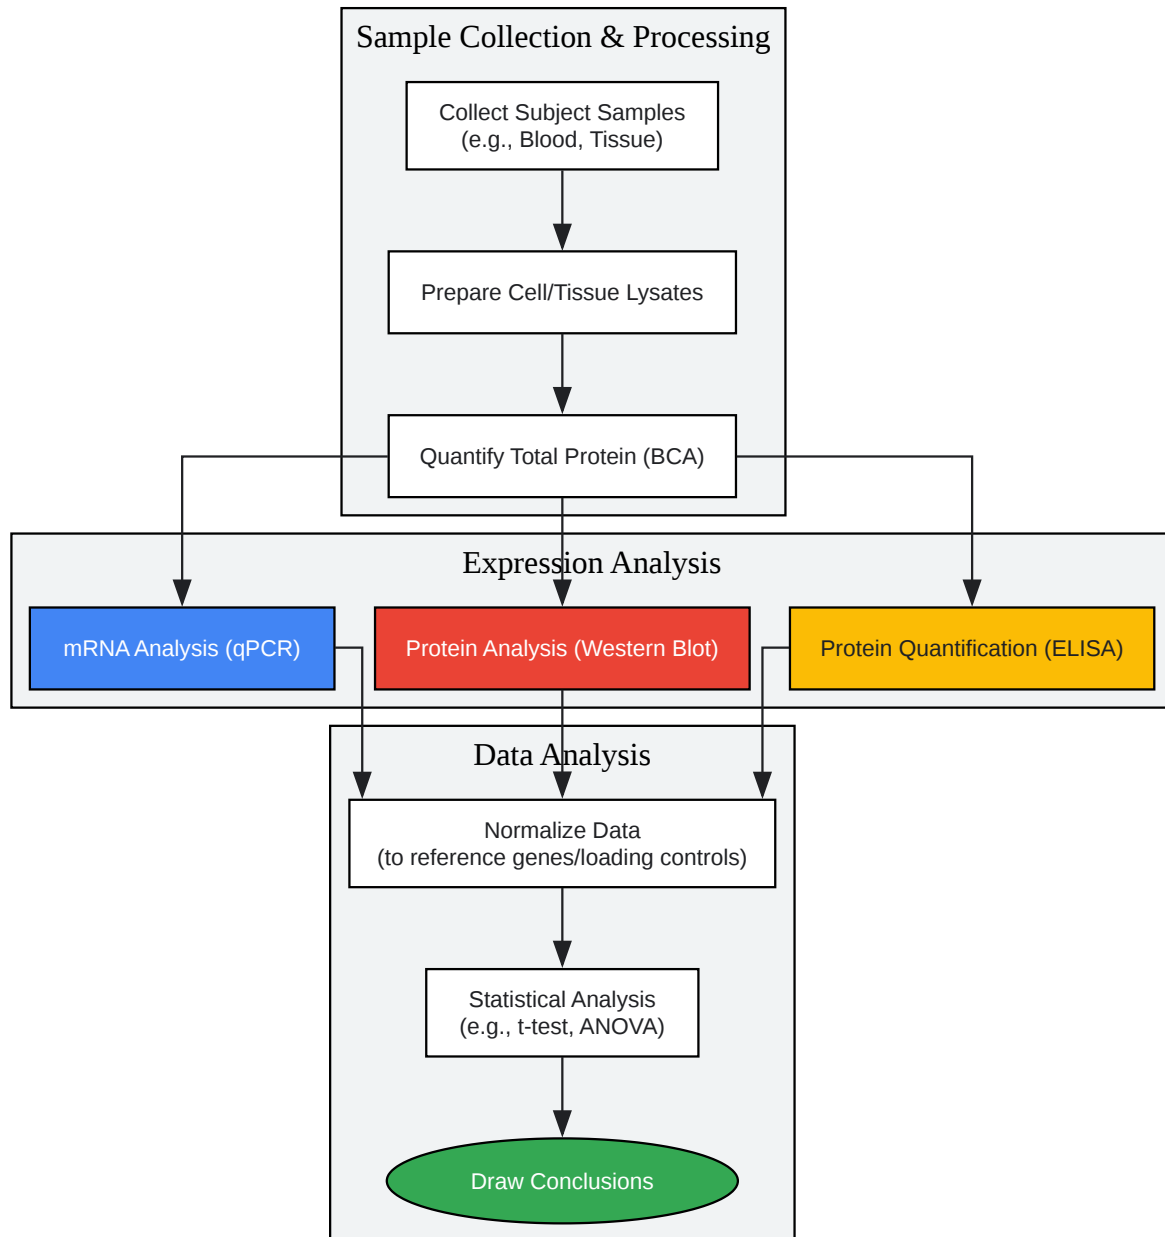 Sample Collection & Processing
Collect Subject Samples
(e.g., Blood, Tissue)
Prepare Cell/Tissue Lysates
Quantify Total Protein (BCA)
Expression Analysis
mRNA Analysis (qPCR)
Protein Analysis (Western Blot)
Protein Quantification (ELISA)
Data Analysis
Normalize Data
(to reference genes/loading controls)
Statistical Analysis
(e.g., t-test, ANOVA)
Draw Conclusions